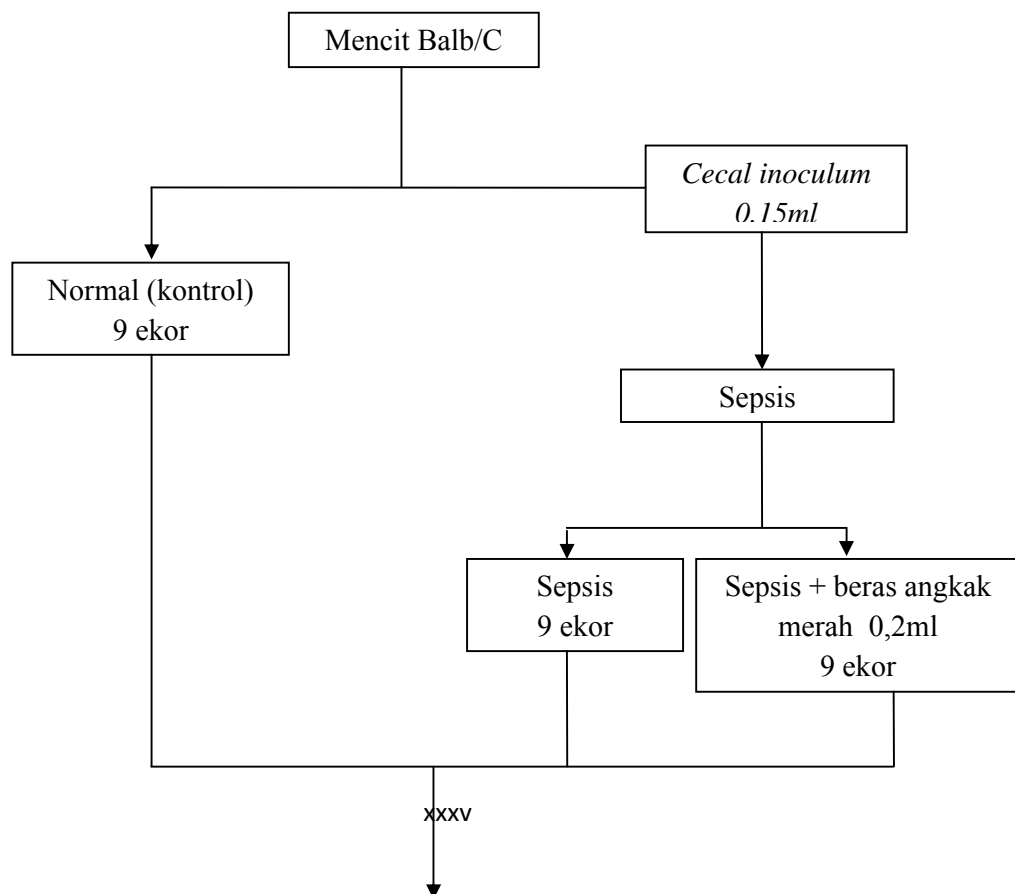 Mencit Balb/C
Cecal inoculum
0.15ml
Normal (kontrol)
9 ekor
Sepsis
Sepsis
9 ekor
Sepsis + beras angkak
merah 0,2ml
9 ekor
xxxv